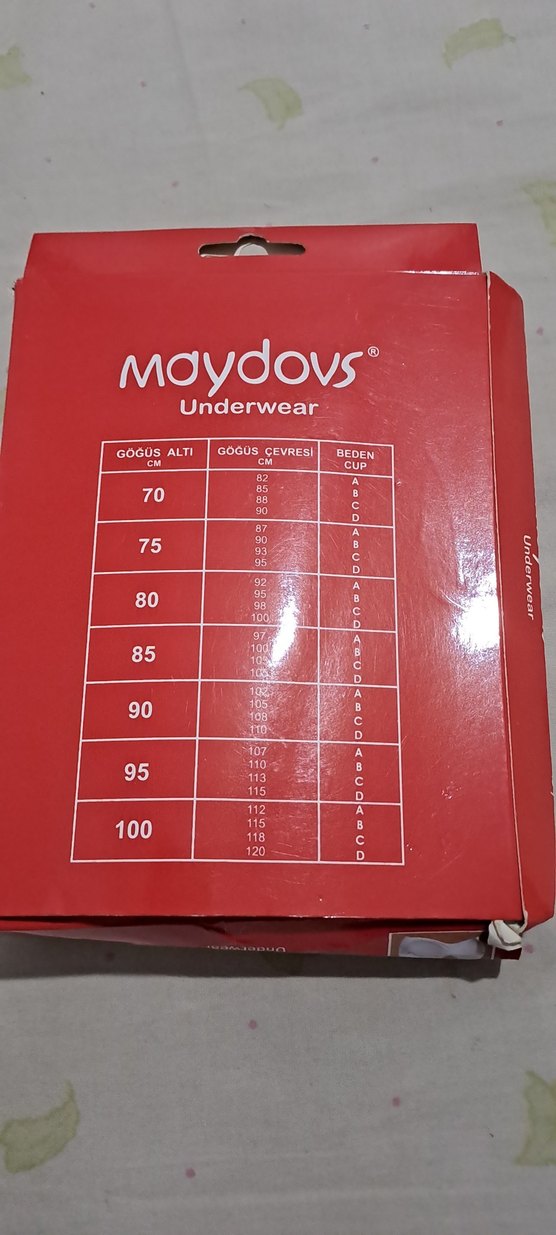 Maydovs®
Underwear
GÖĞÜS ALTI CM GÖĞÜS ÇEVRESİ CM BEDEN CUP
70
82 A
85 B
88 C
90 D
75
87 A
90 B
93 C
95 D
80
92 A
95 B
98 C
100 D
85
97 A
100 B
C
D
90
102 A
105 B
108 C
110 D
95
107 A
110 B
113 C
115 D
100
112 A
115 B
118 C
120 D
Underwear
Underwear